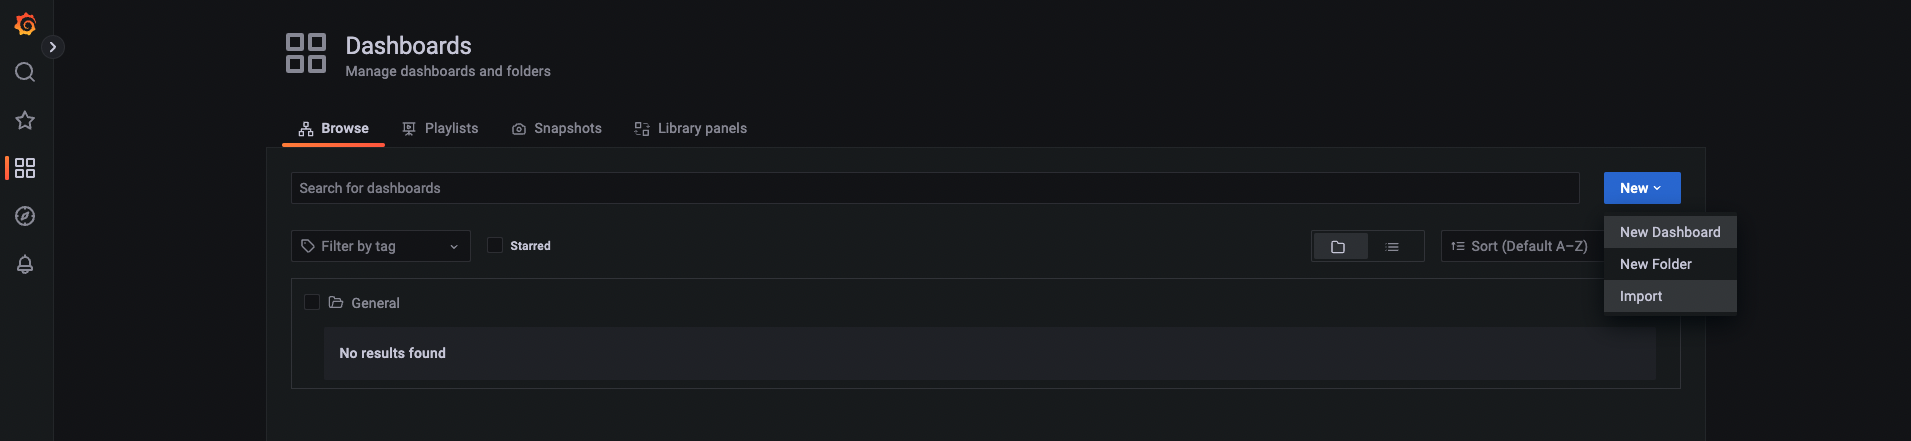 Dashboards
Manage dashboards and folders
Browse Playlists Snapshots Library panels
Search for dashboards
New
Filter by tag
Starred
Sort (Default A–Z)
New Dashboard
New Folder
Import
General
No results found